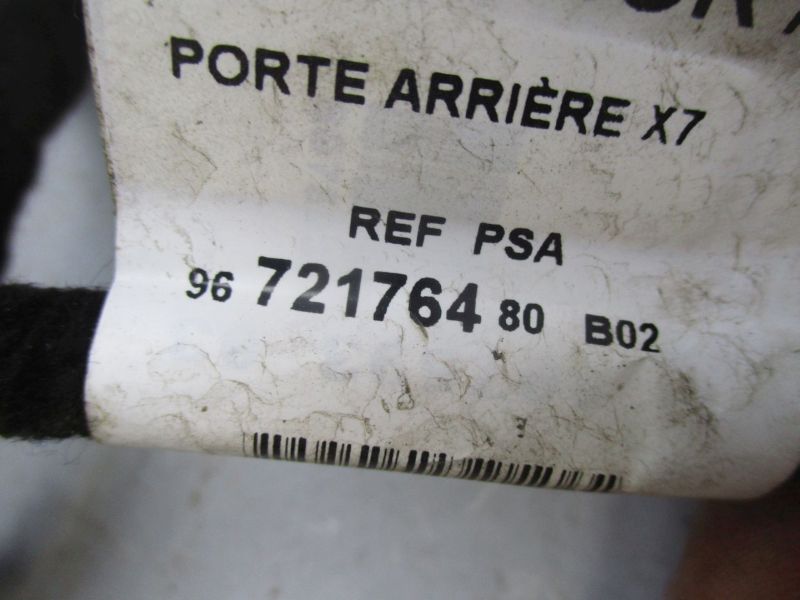 PORTE ARRIÈRE X7
REF PSA
96 721764 80 B02